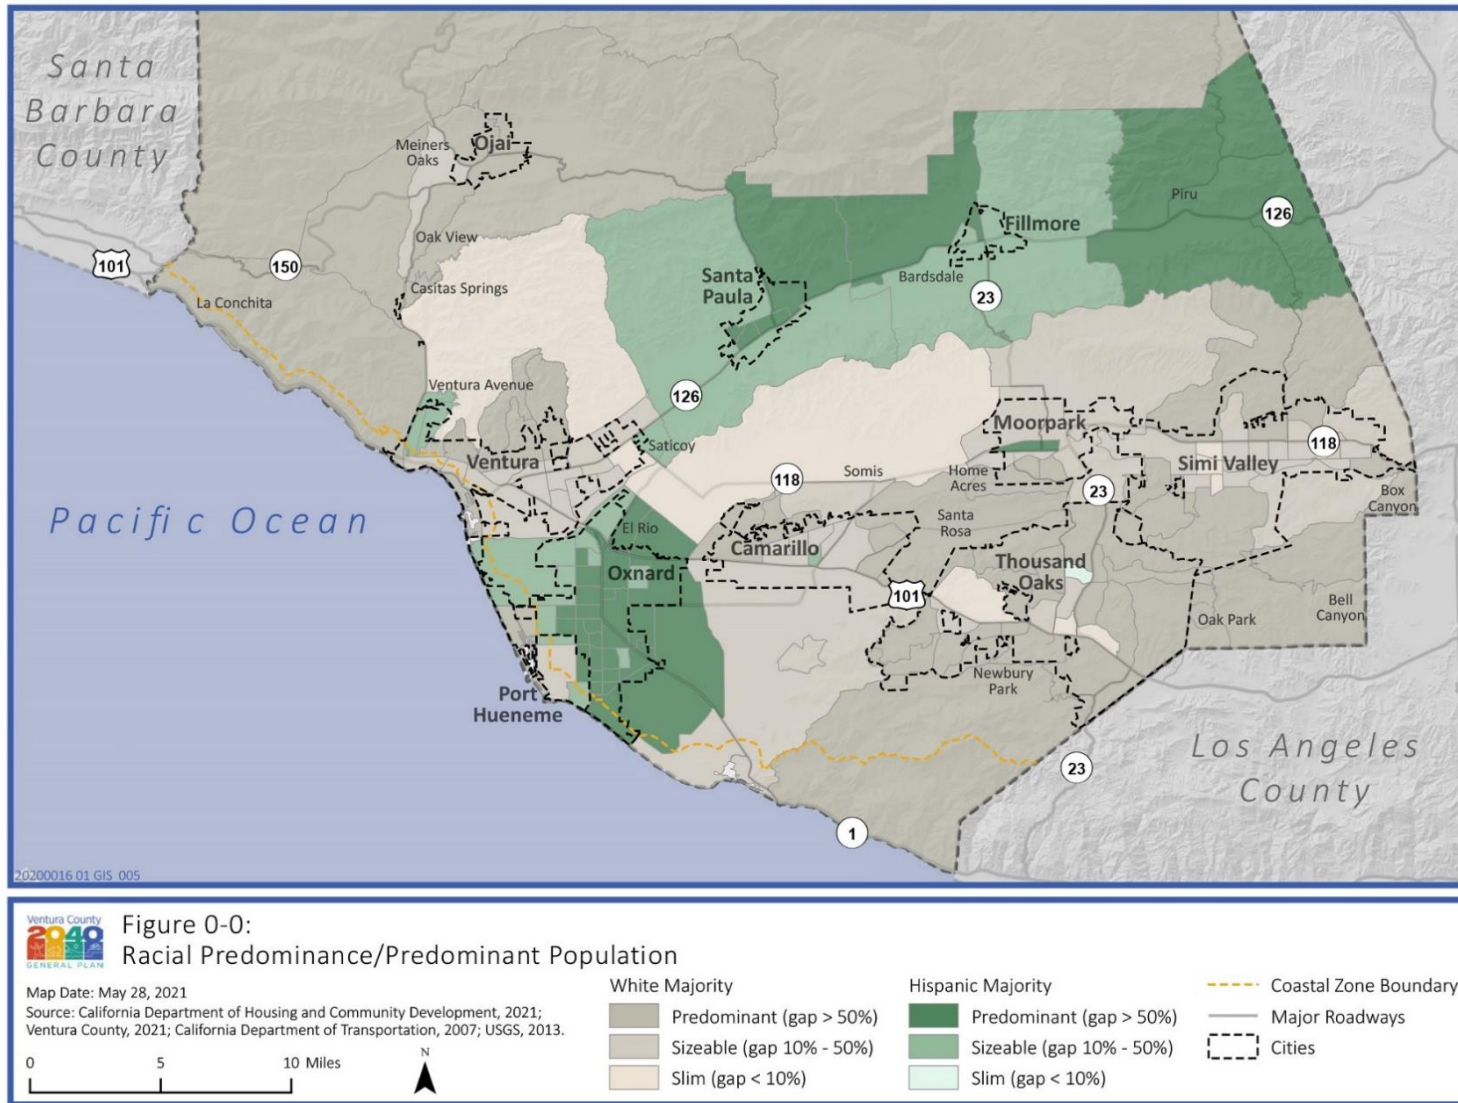 Santa
Barbara
County
Meiners
Oaks
Ojai
Oak View
101
150
La Conchita
Casitas Springs
Piru
126
Fillmore
Santa
Paula
Bardsdale
23
Ventura Avenue
126
Saticoy
Ventura
Moorpark
118
Simi Valley
118
Somis
Home
Acres
23
Box
Canyon
Pacific Ocean
El Rio
Santa
Rosa
Camarillo
Oxnard
Thousand
Oaks
101
Bell
Canyon
Oak Park
Newbury
Park
Port
Hueneme
Los Angeles
County
23
1
20200016 01 GIS 005
Ventura County
2040
GENERAL PLAN
Figure 0-0:
Racial Predominance/Predominant Population
Map Date: May 28, 2021
Source: California Department of Housing and Community Development, 2021;
Ventura County, 2021; California Department of Transportation, 2007; USGS, 2013.
0 5 10 Miles
N
White Majority
Predominant (gap > 50%)
Sizeable (gap 10% - 50%)
Slim (gap < 10%)
Hispanic Majority
Predominant (gap > 50%)
Sizeable (gap 10% - 50%)
Slim (gap < 10%)
Coastal Zone Boundary
Major Roadways
Cities